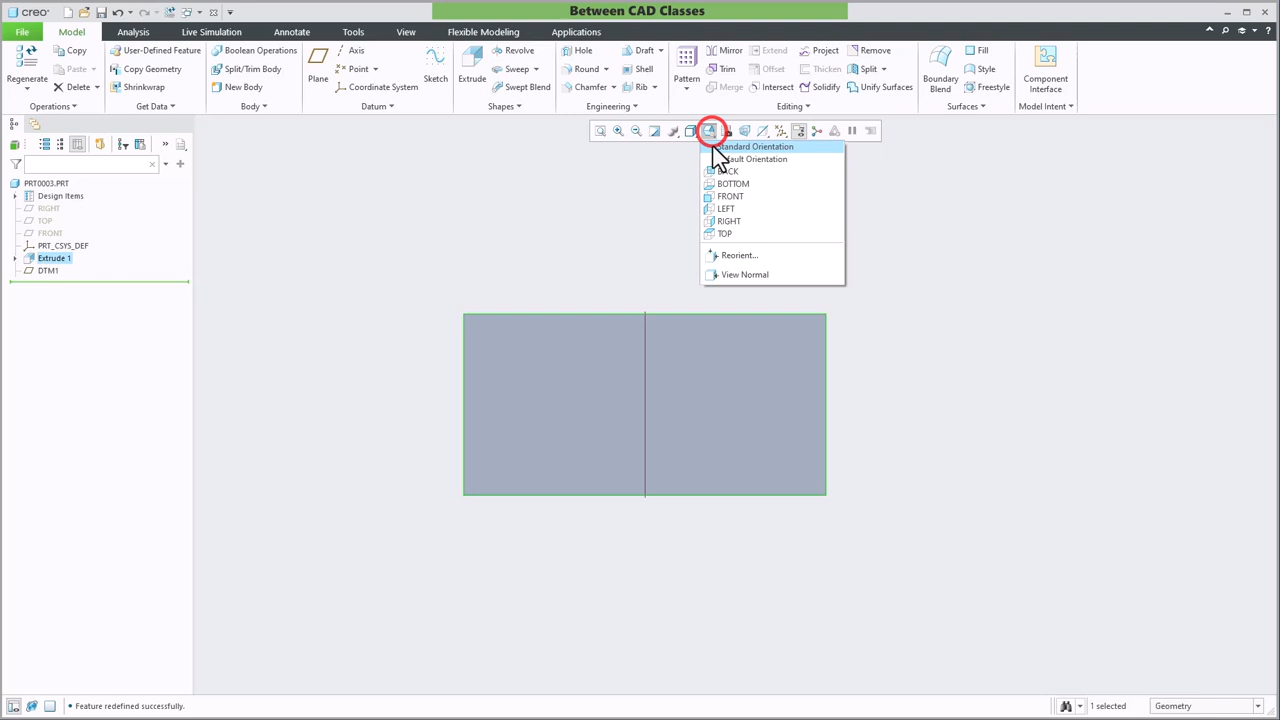 Between CAD Classes
creo
File Model Analysis Live Simulation Annotate Tools View Flexible Modeling Applications
Regenerate Copy Paste Delete Operations
User-Defined Feature Copy Geometry Shrinkwrap Get Data
Boolean Operations Split/Trim Body New Body Body
Plane Axis Point Coordinate System Sketch Datum
Extrude Revolve Sweep Swept Blend Shapes
Hole Round Chamfer Draft Shell Rib Engineering
Pattern Mirror Trim Merge Extend Offset Intersect Project Thicken Solidify Remove Split Unify Surfaces Editing
Boundary Blend Fill Style Freestyle Surfaces
Component Interface Model Intent
Standard Orientation
BACK
BOTTOM
FRONT
LEFT
RIGHT
TOP
Reorient...
View Normal
PRT0003.PRT
Design Items
RIGHT
TOP
FRONT
PRT_CSYS_DEF
Extrude 1
DTM1
• Feature redefined successfully.
1 selected
Geometry